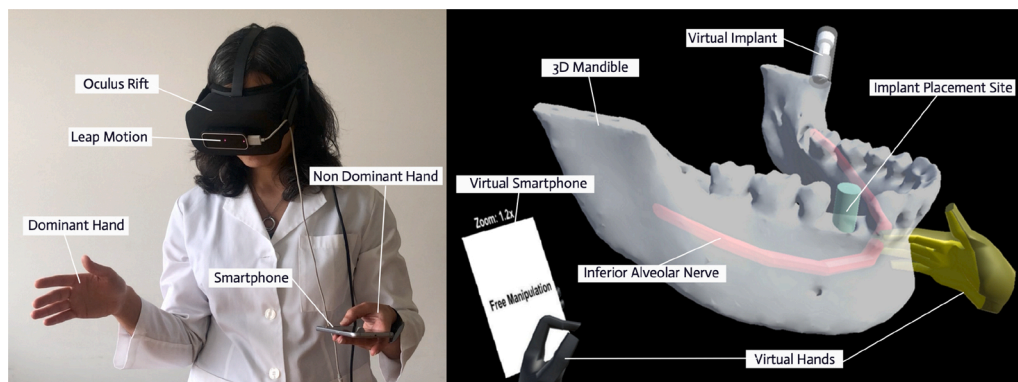 Oculus Rift
Leap Motion
Non Dominant Hand
Dominant Hand
Smartphone
Virtual Implant
3D Mandible
Implant Placement Site
Virtual Smartphone
Zoom: 1.2x
Free Manipulation
Inferior Alveolar Nerve
Virtual Hands